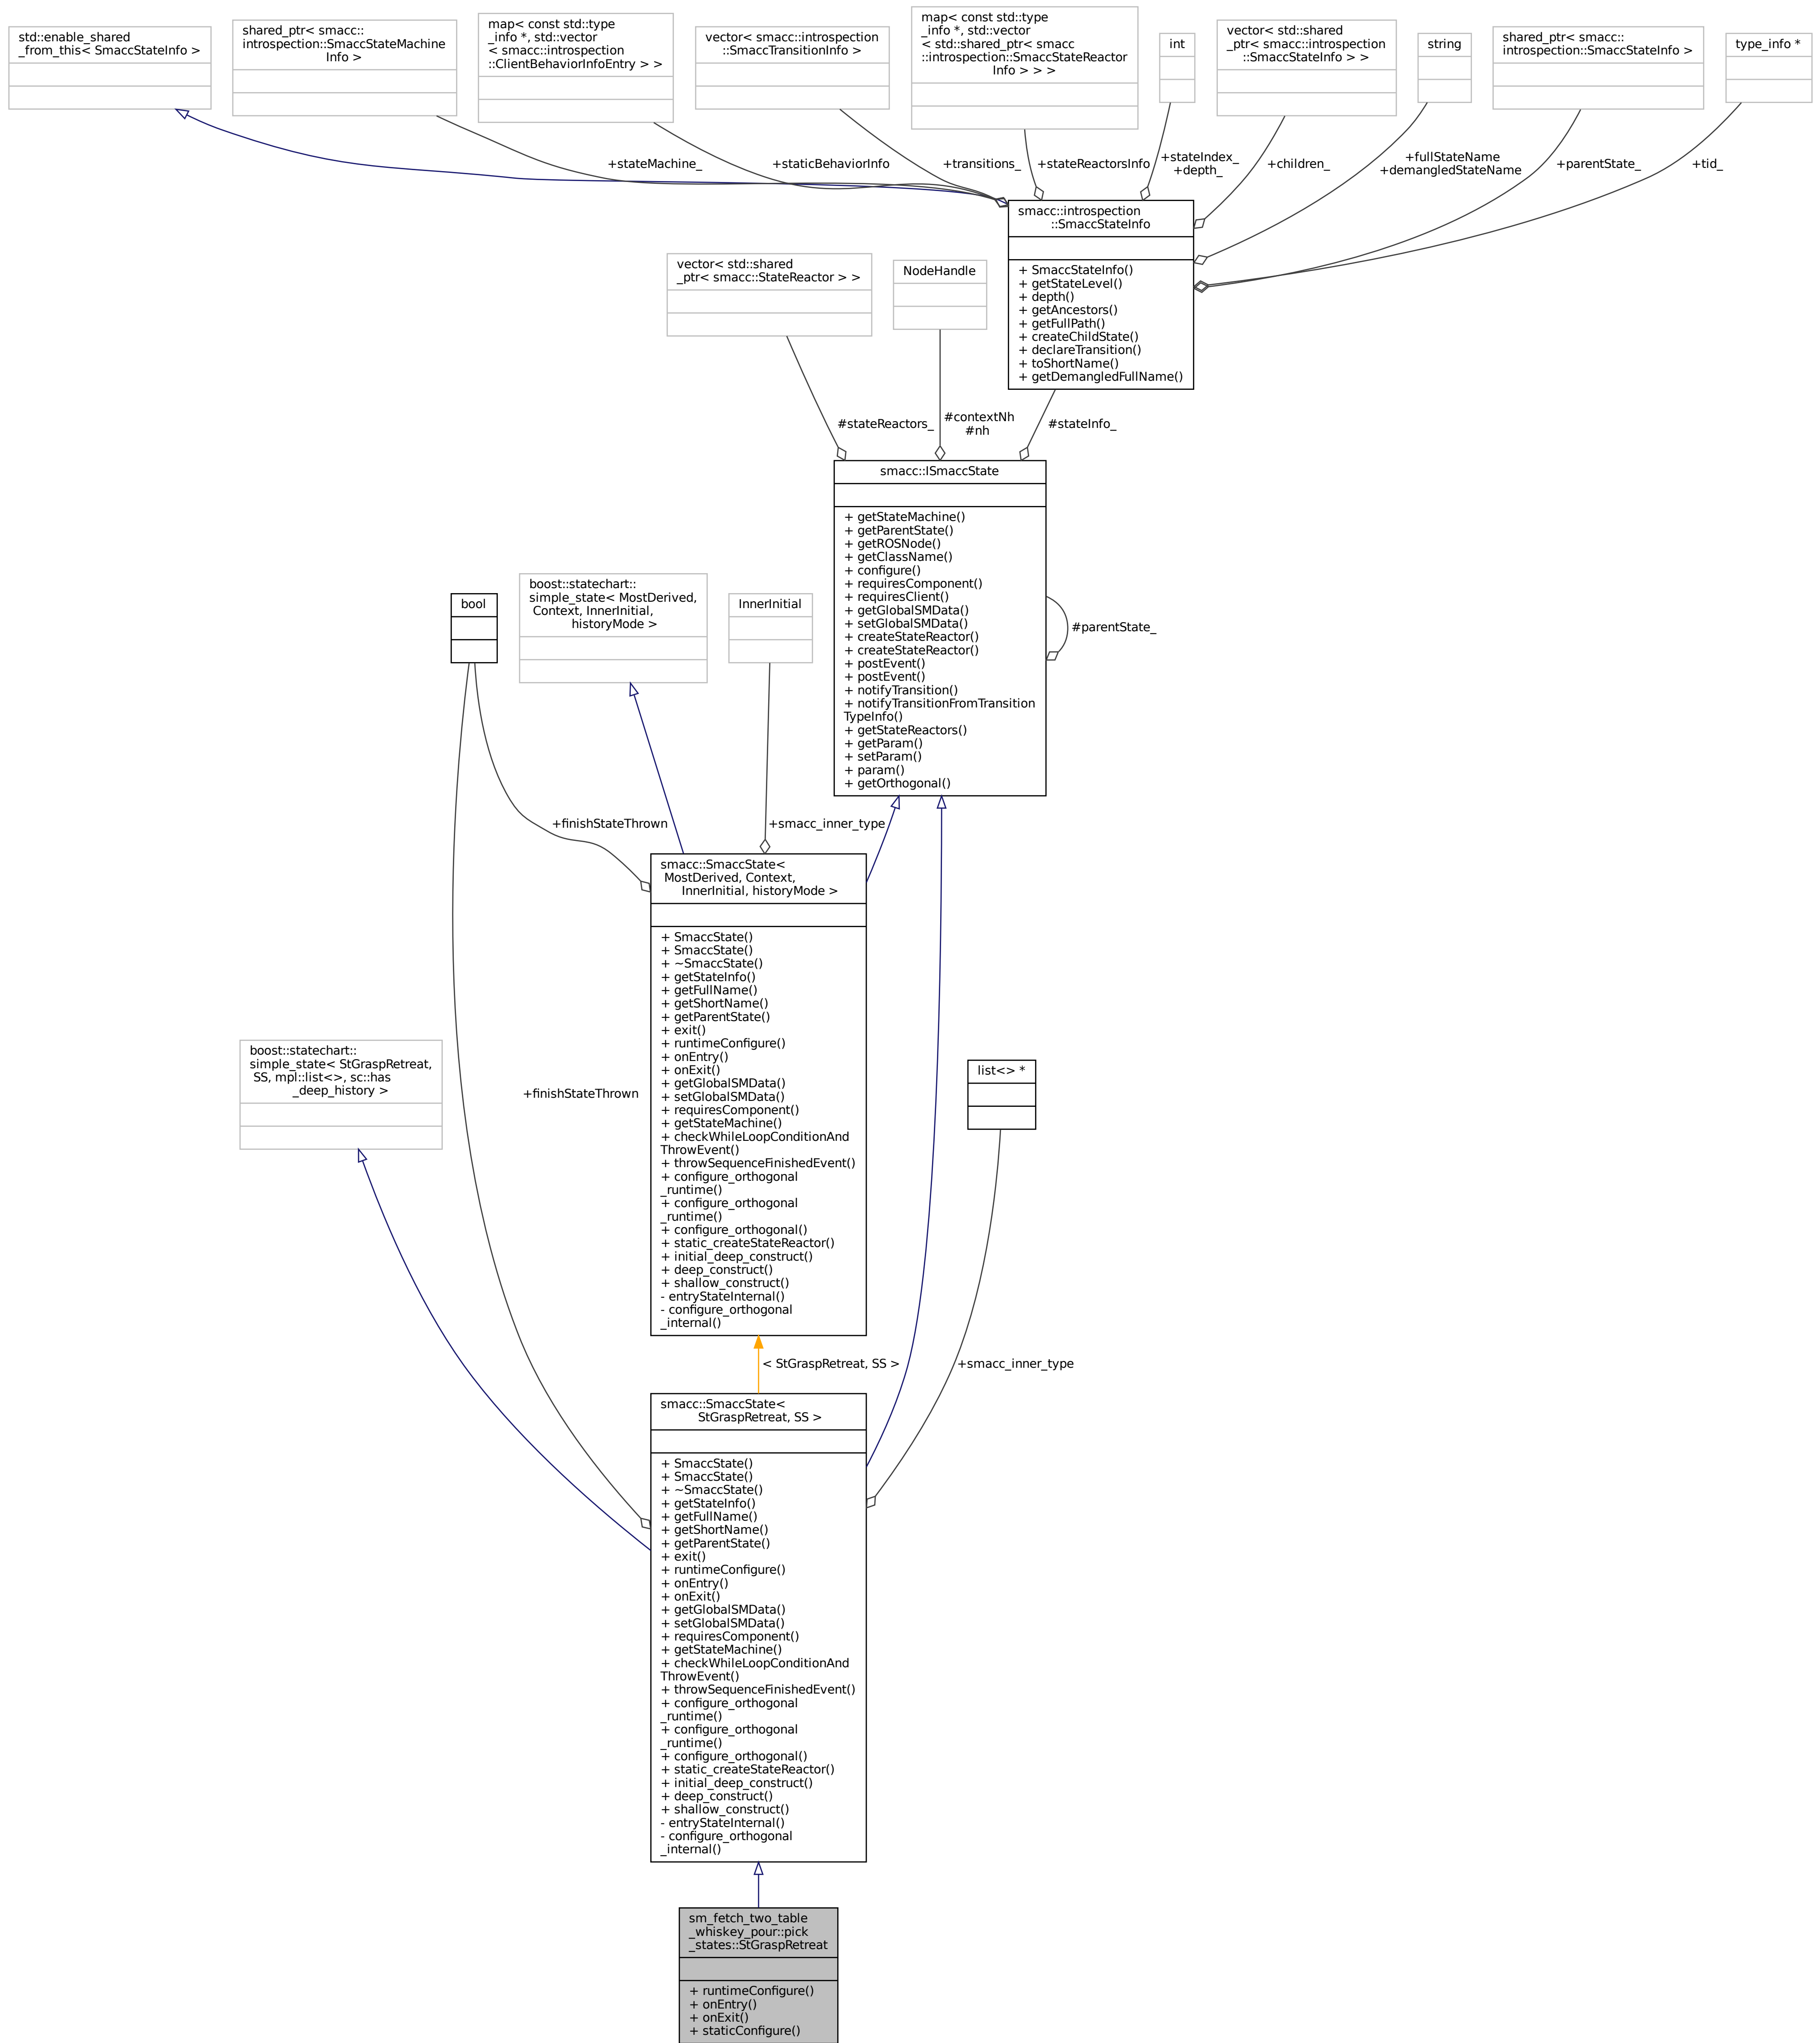 std::enable_shared
_from_this< SmaccStateInfo >
shared_ptr< smacc::
introspection::SmaccStateMachine
Info >
map< const std::type
_info *, std::vector
< smacc::introspection
::ClientBehaviorInfoEntry > >
vector< smacc::introspection
::SmaccTransitionInfo >
map< const std::type
_info *, std::vector
< std::shared_ptr< smacc
::introspection::SmaccStateReactor
Info > > >
int
vector< std::shared
_ptr< smacc::introspection
::SmaccStateInfo > >
string
shared_ptr< smacc::
introspection::SmaccStateInfo >
type_info *
+stateMachine_
+staticBehaviorInfo
+transitions_
+stateReactorsInfo
+stateIndex_
+depth_
+children_
+fullStateName
+demangledStateName
+parentState_
+tid_
smacc::introspection
::SmaccStateInfo
+ SmaccStateInfo()
+ getStateLevel()
+ depth()
+ getAncestors()
+ getFullPath()
+ createChildState()
+ declareTransition()
+ toShortName()
+ getDemangledFullName()
vector< std::shared
_ptr< smacc::StateReactor > >
NodeHandle
#stateReactors_
#contextNh
#nh
#stateInfo_
smacc::ISmaccState
+ getStateMachine()
+ getParentState()
+ getROSNode()
+ getClassName()
+ configure()
+ requiresComponent()
+ requiresClient()
+ getGlobalSMData()
+ setGlobalSMData()
+ createStateReactor()
+ createStateReactor()
+ postEvent()
+ postEvent()
+ notifyTransition()
+ notifyTransitionFromTransition
TypeInfo()
+ getStateReactors()
+ getParam()
+ setParam()
+ param()
+ getOrthogonal()
#parentState_
bool
boost::statechart::
simple_state< MostDerived,
Context, InnerInitial,
historyMode >
InnerInitial
+finishStateThrown
+smacc_inner_type
smacc::SmaccState<
MostDerived, Context,
InnerInitial, historyMode >
+ SmaccState()
+ SmaccState()
+ ~SmaccState()
+ getStateInfo()
+ getFullName()
+ getShortName()
+ getParentState()
+ exit()
+ runtimeConfigure()
+ onEntry()
+ onExit()
+ getGlobalSMData()
+ setGlobalSMData()
+ requiresComponent()
+ getStateMachine()
+ checkWhileLoopConditionAnd
ThrowEvent()
+ throwSequenceFinishedEvent()
+ configure_orthogonal
_runtime()
+ configure_orthogonal
_runtime()
+ configure_orthogonal()
+ static_createStateReactor()
+ initial_deep_construct()
+ deep_construct()
+ shallow_construct()
- entryStateInternal()
- configure_orthogonal
_internal()
boost::statechart::
simple_state< StGraspRetreat,
SS, mpl::list<>, sc::has
_deep_history >
+finishStateThrown
list<> *
< StGraspRetreat, SS >
+smacc_inner_type
smacc::SmaccState<
StGraspRetreat, SS >
+ SmaccState()
+ SmaccState()
+ ~SmaccState()
+ getStateInfo()
+ getFullName()
+ getShortName()
+ getParentState()
+ exit()
+ runtimeConfigure()
+ onEntry()
+ onExit()
+ getGlobalSMData()
+ setGlobalSMData()
+ requiresComponent()
+ getStateMachine()
+ checkWhileLoopConditionAnd
ThrowEvent()
+ throwSequenceFinishedEvent()
+ configure_orthogonal
_runtime()
+ configure_orthogonal
_runtime()
+ configure_orthogonal()
+ static_createStateReactor()
+ initial_deep_construct()
+ deep_construct()
+ shallow_construct()
- entryStateInternal()
- configure_orthogonal
_internal()
sm_fetch_two_table
_whiskey_pour::pick
_states::StGraspRetreat
+ runtimeConfigure()
+ onEntry()
+ onExit()
+ staticConfigure()